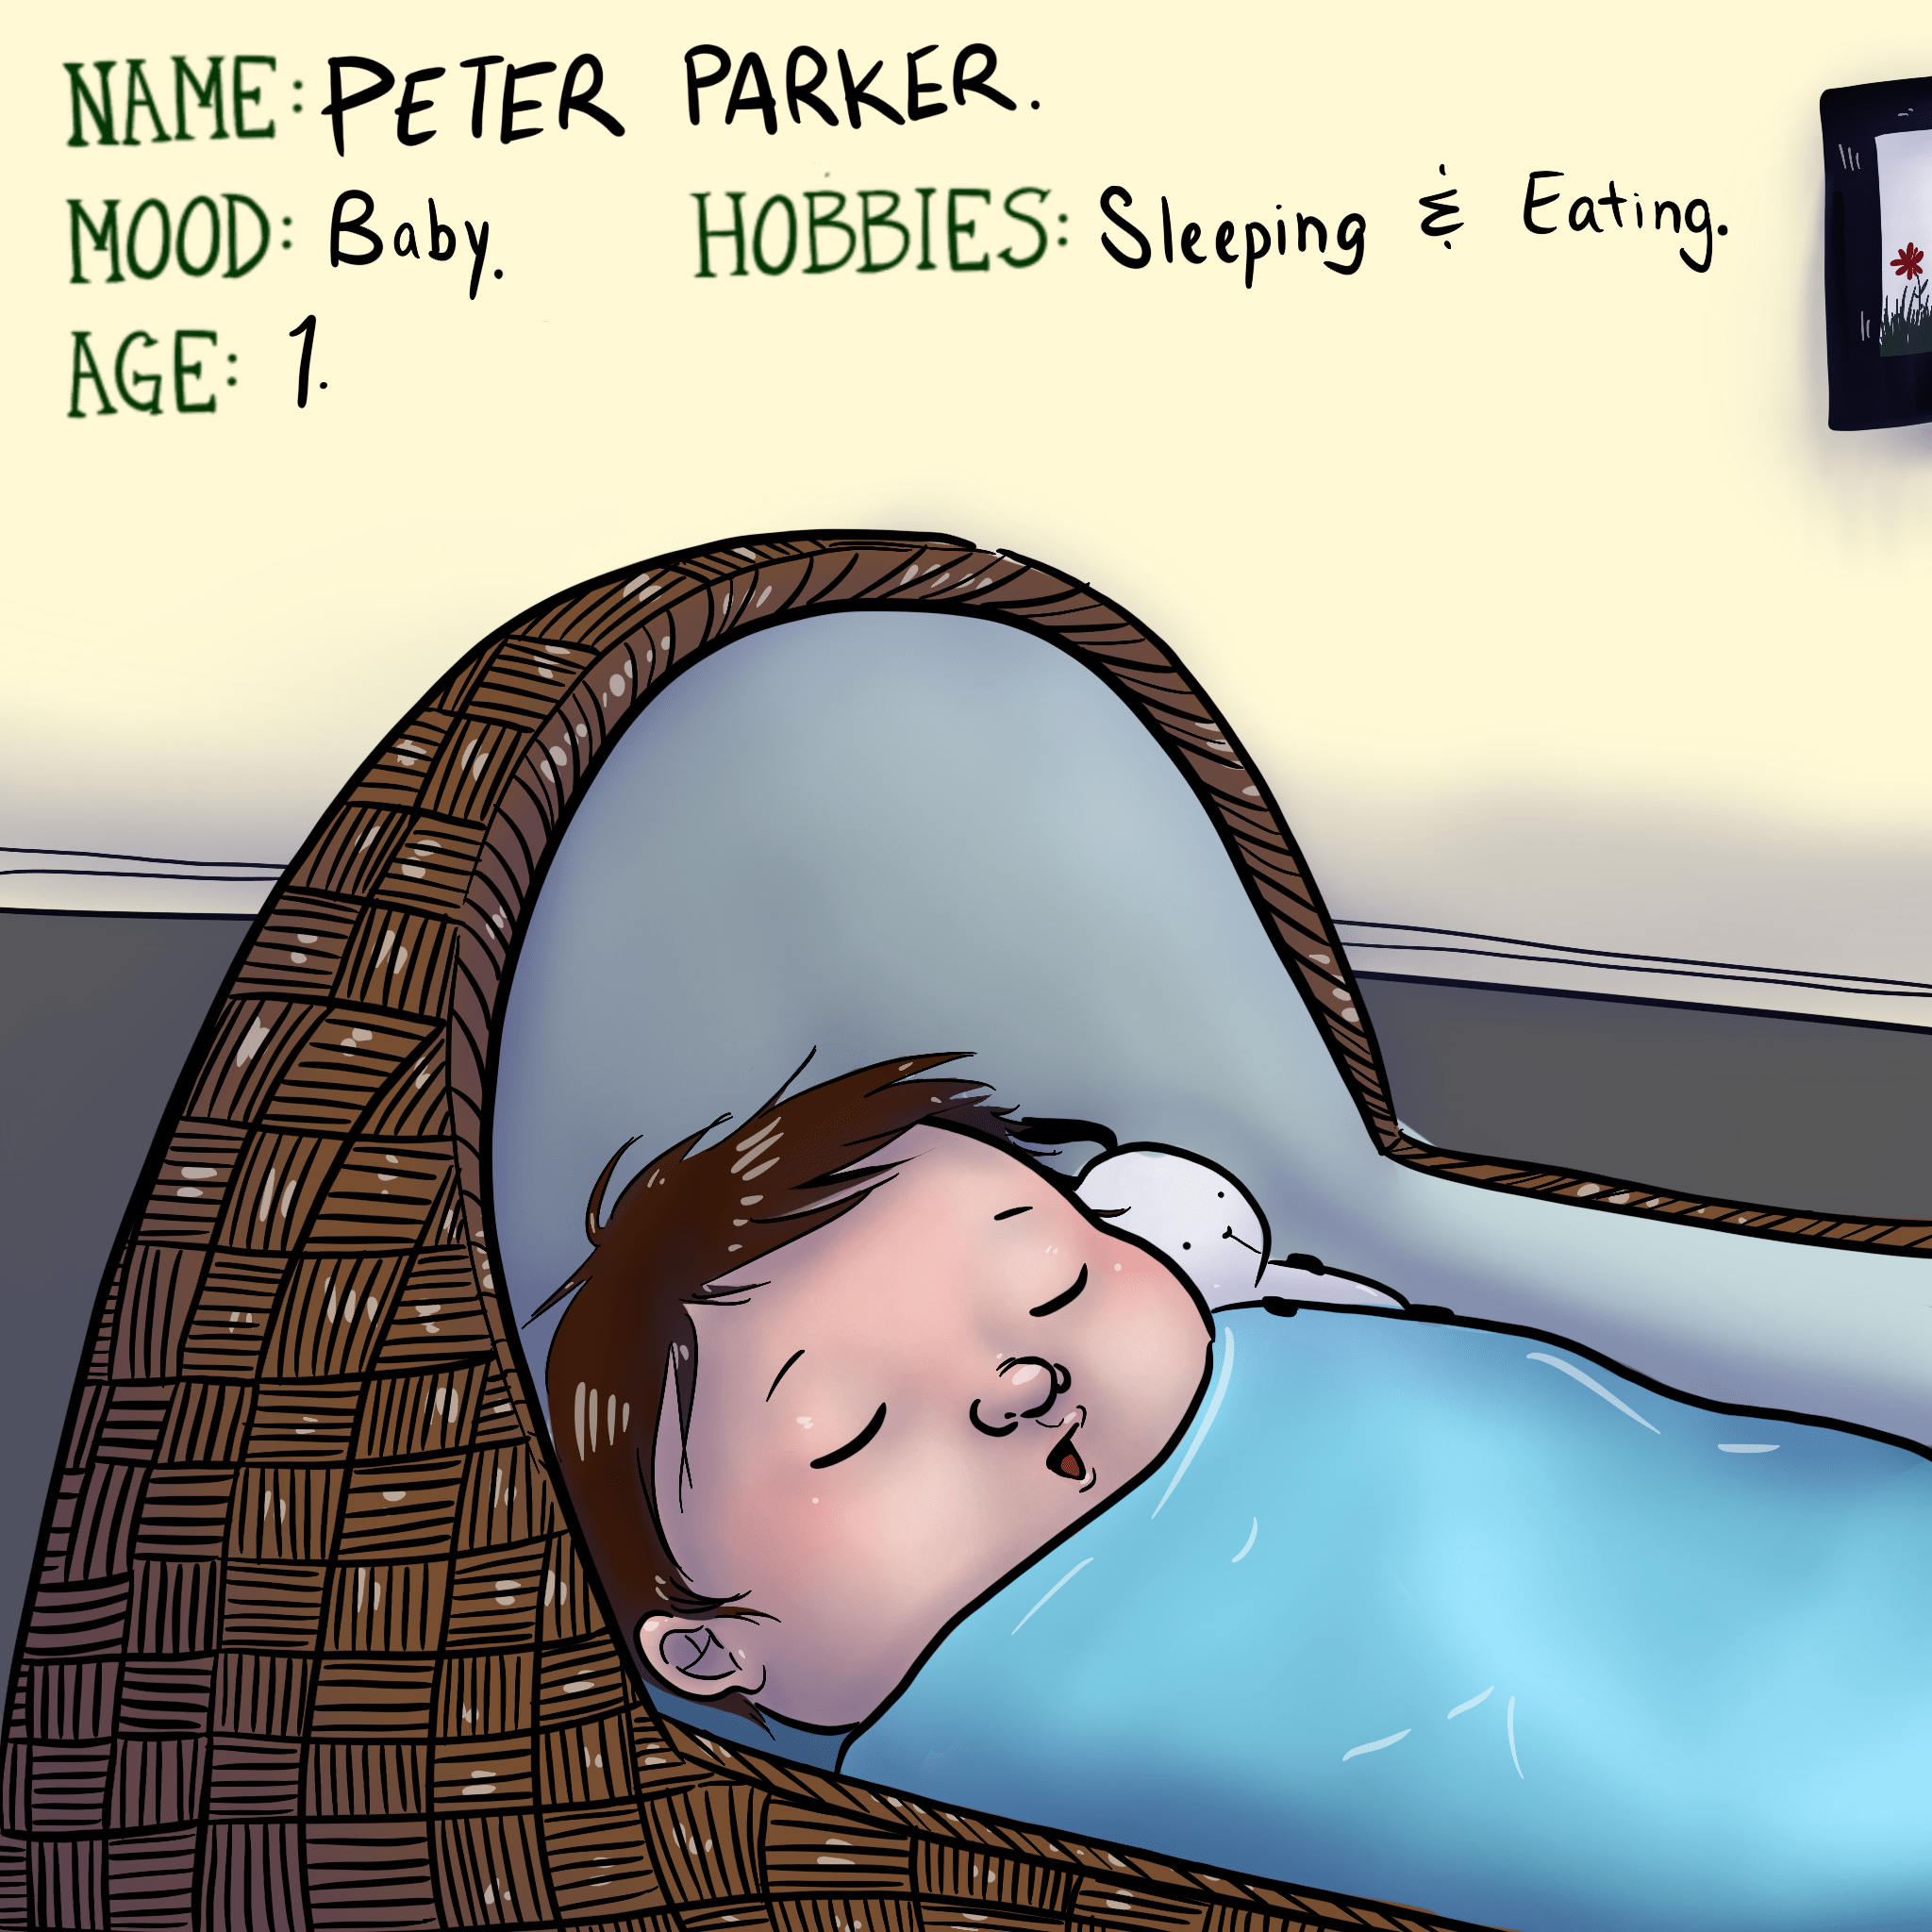 NAME: PETER PARKER.
MOOD: Baby. HOBBIES: Sleeping & Eating.
AGE: 1.